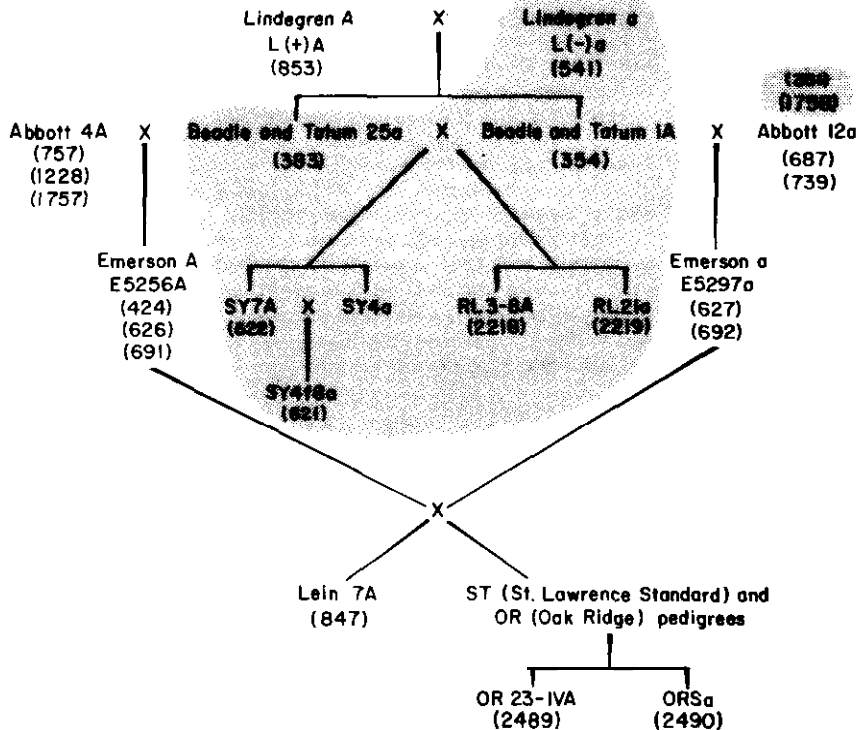 Lindegren A X Lindegren a
L(+)A L(-)a
(853) (541)
Abbott 4A X Beadle and Tatum 25a X Beadle and Tatum 1A X Abbott 12a
(757) (383) (354) (687)
(1228) (739)
(1757)
Emerson A Emerson a
E5256A E5297a
(424) SY7A X SY4a RL3-8A RL21a (627)
(626) (622) (2218) (2219) (692)
(691)
SY4f8a
(621)
X
Lein 7A ST (St. Lawrence Standard) and
(847) OR (Oak Ridge) pedigrees
OR 23-IVA ORSa
(2489) (2490)